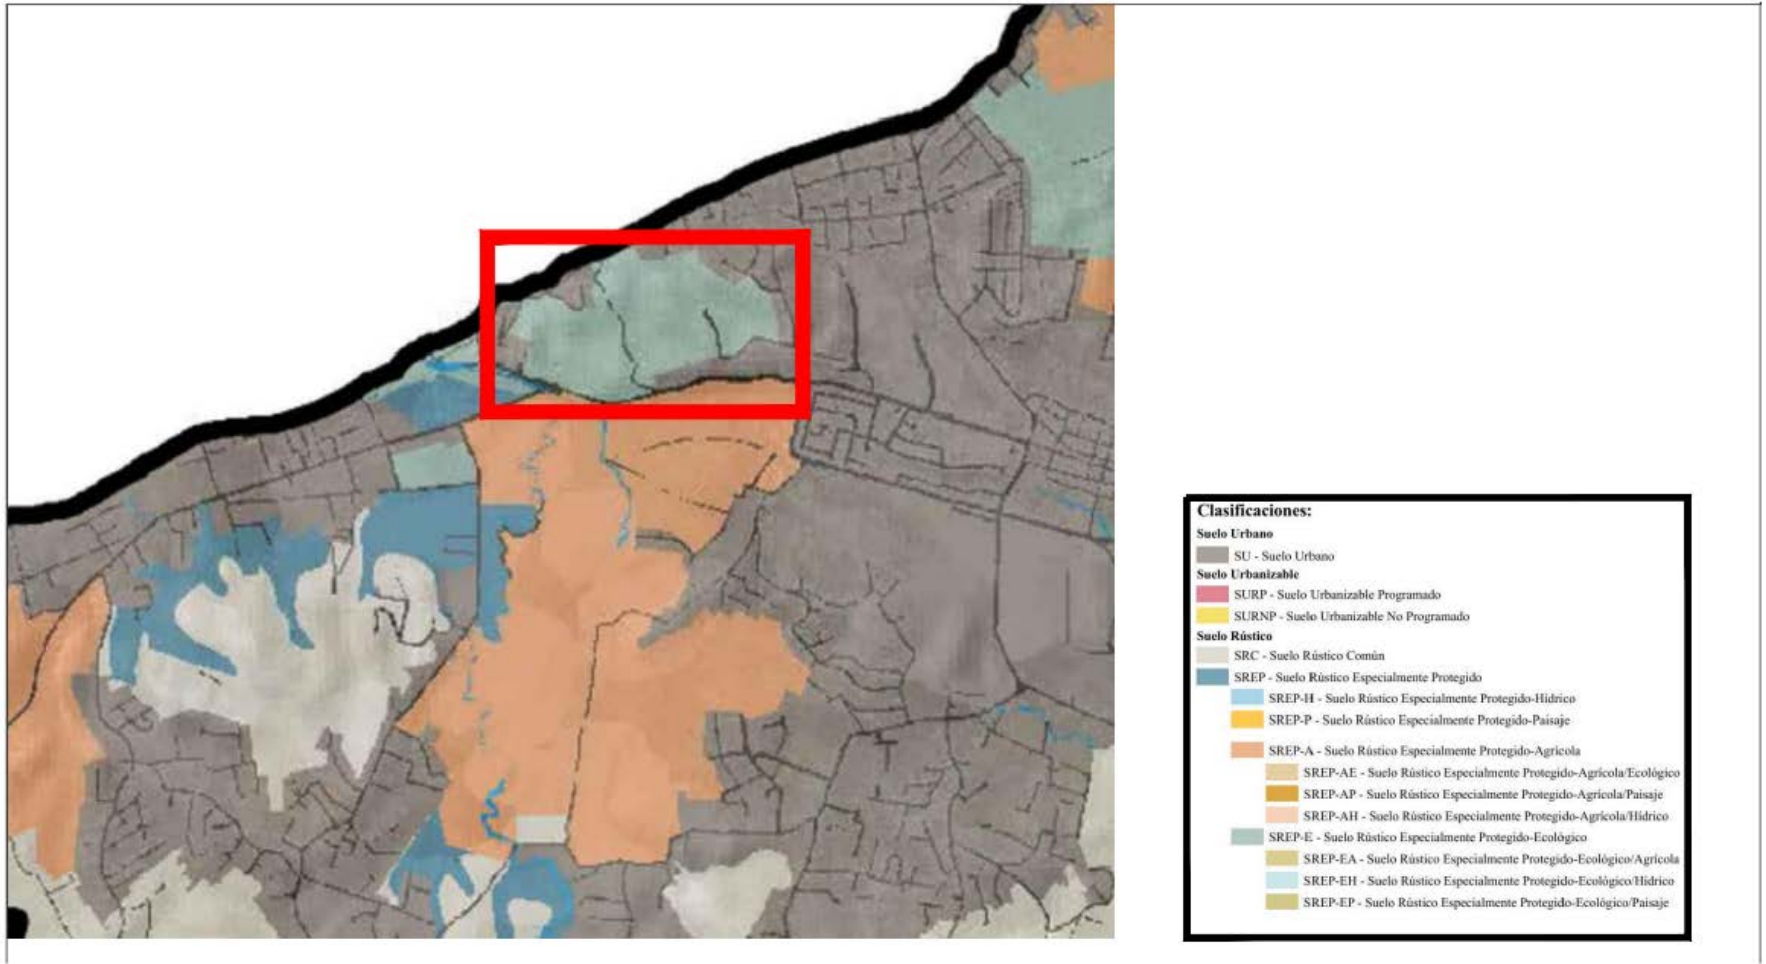 Clasificaciones:
Suelo Urbano
SU - Suelo Urbano
Suelo Urbanizable
SURP - Suelo Urbanizable Programado
SURNP - Suelo Urbanizable No Programado
Suelo Rústico
SRC - Suelo Rústico Común
SREP - Suelo Rústico Especialmente Protegido
SREP-H - Suelo Rústico Especialmente Protegido-Hídrico
SREP-P - Suelo Rústico Especialmente Protegido-Paisaje
SREP-A - Suelo Rústico Especialmente Protegido-Agrícola
SREP-AE - Suelo Rústico Especialmente Protegido-Agrícola/Ecológico
SREP-AP - Suelo Rústico Especialmente Protegido-Agrícola/Paisaje
SREP-AH - Suelo Rústico Especialmente Protegido-Agrícola/Hídrico
SREP-E - Suelo Rústico Especialmente Protegido-Ecológico
SREP-EA - Suelo Rústico Especialmente Protegido-Ecológico/Agrícola
SREP-EH - Suelo Rústico Especialmente Protegido-Ecológico/Hídrico
SREP-EP - Suelo Rústico Especialmente Protegido-Ecológico/Paisaje